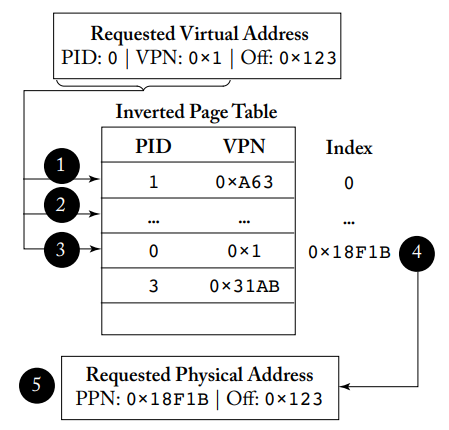 Requested Virtual Address
PID: 0 | VPN: 0×1 | Off: 0×123
Inverted Page Table
PID VPN Index
1 1 0×A63 0
2 … … …
3 0 0×1 0×18F1B 4
3 0×31AB
Requested Physical Address
5 PPN: 0×18F1B | Off: 0×123